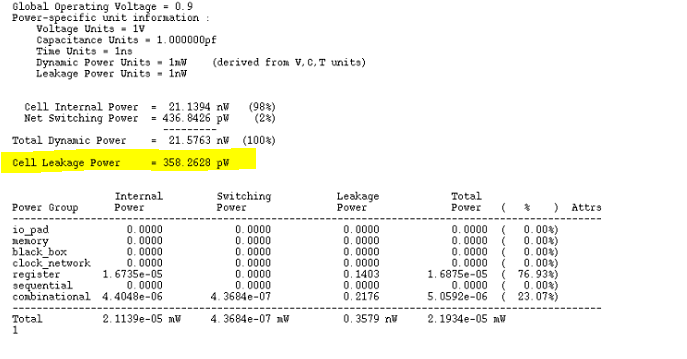 Global Operating Voltage = 0.9
Power-specific unit information :
Voltage Units = 1V
Capacitance Units = 1.000000pf
Time Units = 1ns
Dynamic Power Units = 1mW (derived from V,C,T units)
Leakage Power Units = 1nW
Cell Internal Power = 21.1394 nW (98%)
Net Switching Power = 436.8426 pW (2%)
---------
Total Dynamic Power = 21.5763 nW (100%)
Cell Leakage Power = 358.2628 pW
Internal Switching Leakage Total
Power Group Power Power Power Power ( % ) Attrs
--------------------------------------------------------------------------------
io_pad 0.0000 0.0000 0.0000 0.0000 ( 0.00%)
memory 0.0000 0.0000 0.0000 0.0000 ( 0.00%)
black_box 0.0000 0.0000 0.0000 0.0000 ( 0.00%)
clock_network 0.0000 0.0000 0.0000 0.0000 ( 0.00%)
register 1.6735e-05 0.0000 0.1403 1.6875e-05 ( 76.93%)
sequential 0.0000 0.0000 0.0000 0.0000 ( 0.00%)
combinational 4.4048e-06 4.3684e-07 0.2176 5.0592e-06 ( 23.07%)
--------------------------------------------------------------------------------
Total 2.1139e-05 mW 4.3684e-07 mW 0.3579 nW 2.1934e-05 mW
1